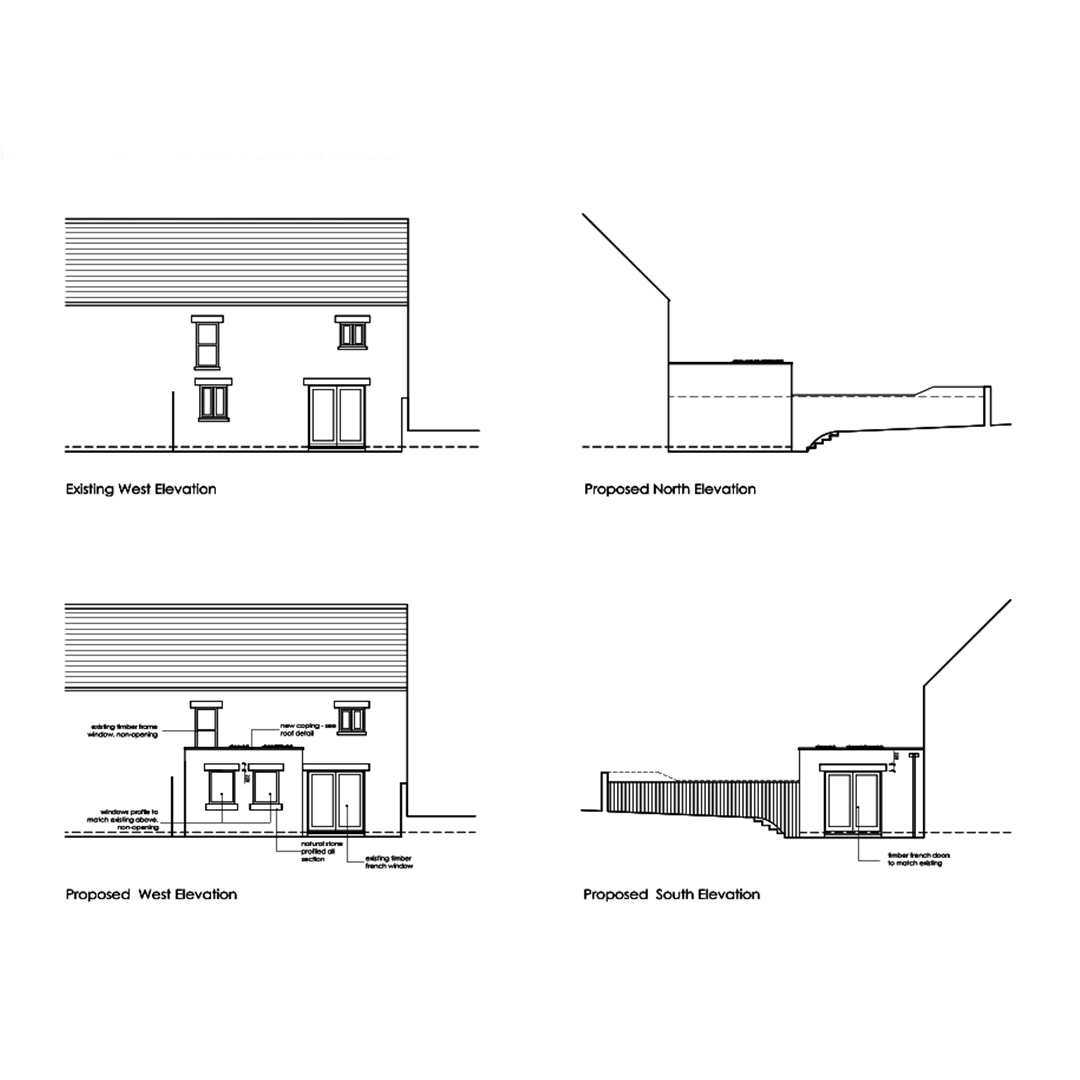 Existing West Elevation
Proposed North Elevation
existing timber frame
window, non-opening
new coping - see
roof detail
windows profile to
match existing above,
non-opening
natural stone
profiled cill
section
existing timber
french window
Proposed West Elevation
timber french doors
to match existing
Proposed South Elevation